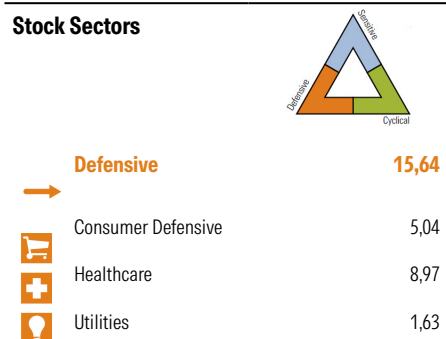 Stock Sectors
Sensitive
Defensive
Cyclical
Defensive 15,64
Consumer Defensive 5,04
Healthcare 8,97
Utilities 1,63